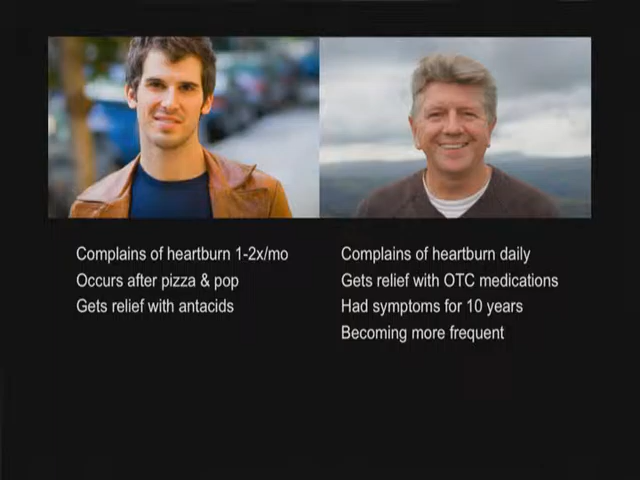 Complains of heartburn 1-2x/mo
Occurs after pizza & pop
Gets relief with antacids
Complains of heartburn daily
Gets relief with OTC medications
Had symptoms for 10 years
Becoming more frequent